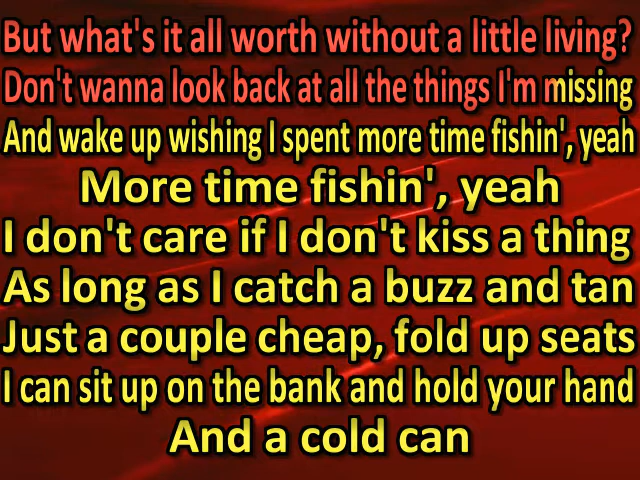 But what's it all worth without a little living?
Don't wanna look back at all the things I'm missing
And wake up wishing I spent more time fishin', yeah
More time fishin', yeah
I don't care if I don't kiss a thing
As long as I catch a buzz and tan
Just a couple cheap, fold up seats
I can sit up on the bank and hold your hand
And a cold can